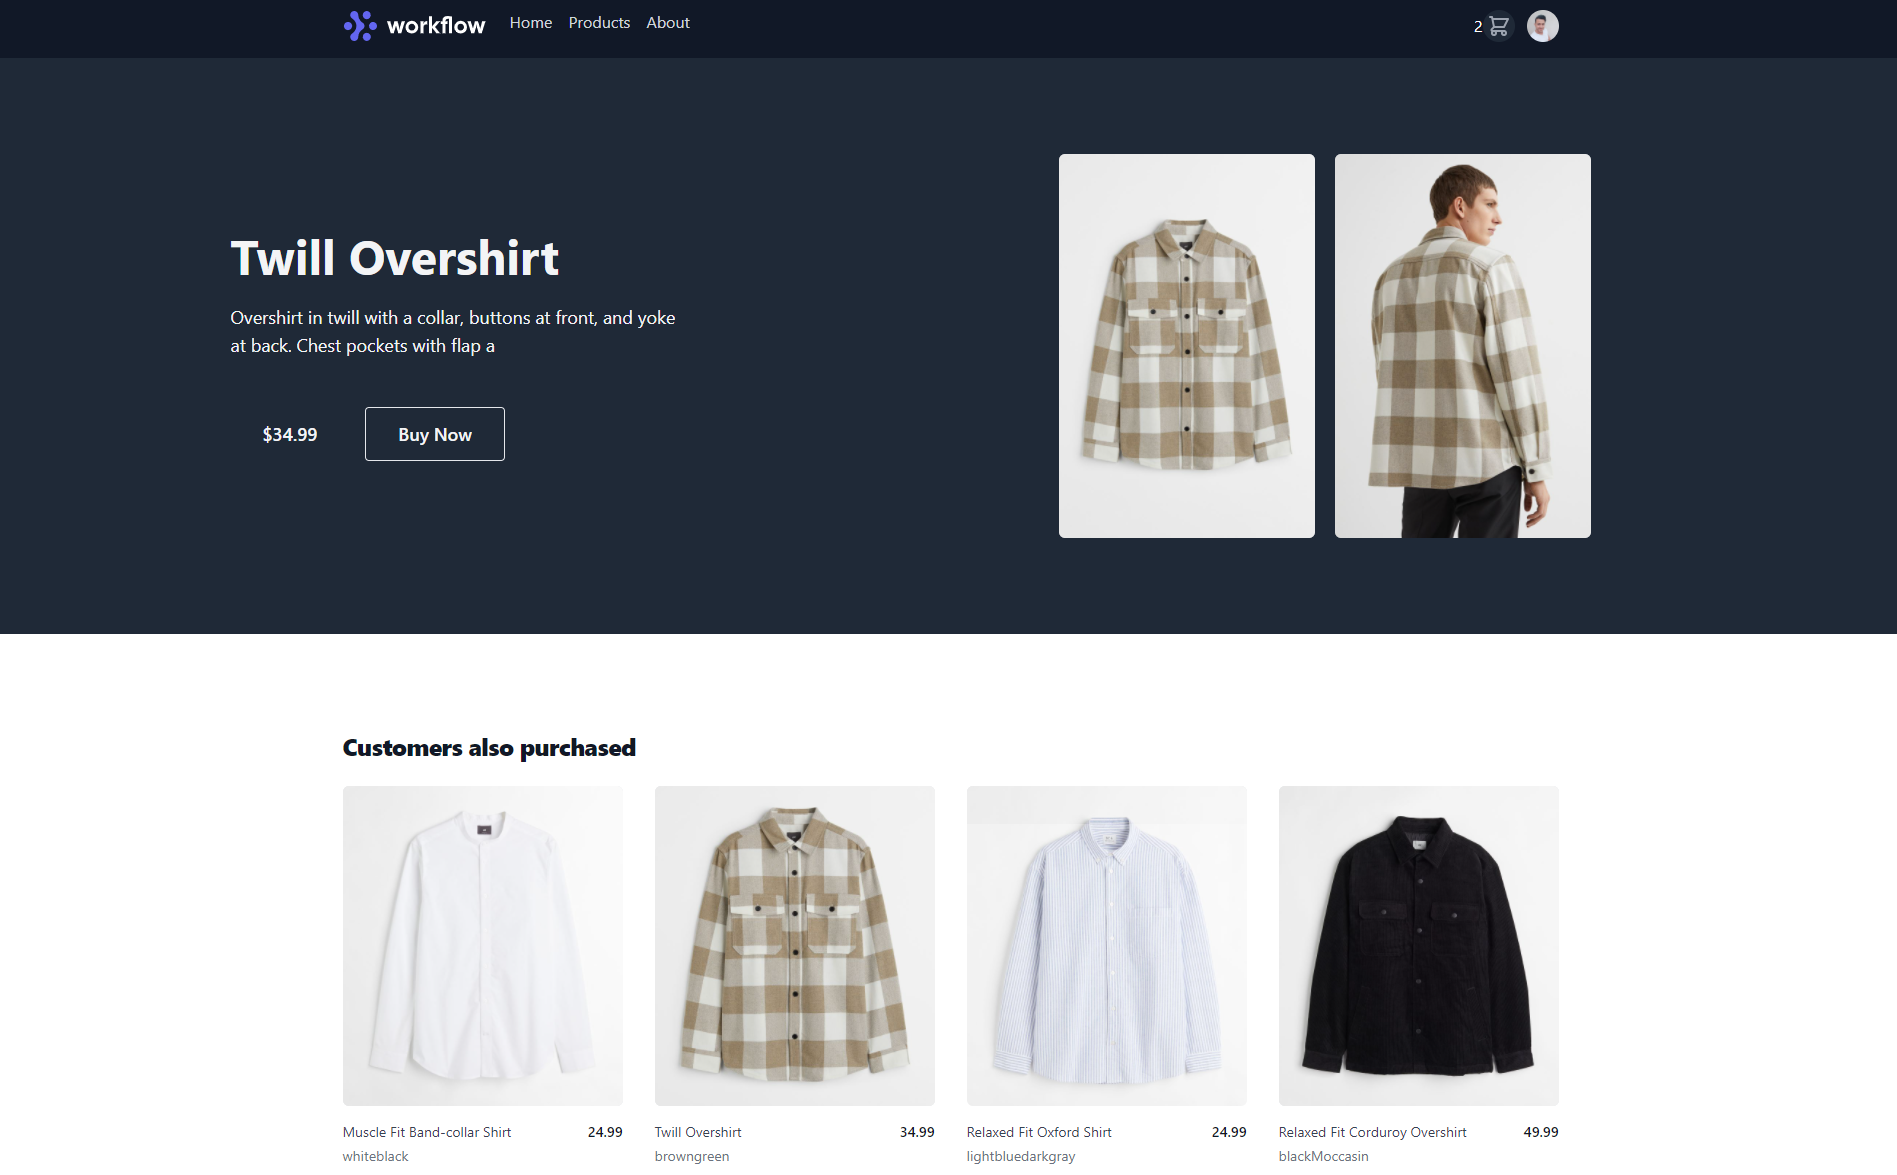 workflow
Home Products About
2
Twill Overshirt
Overshirt in twill with a collar, buttons at front, and yoke
at back. Chest pockets with flap a
$34.99 Buy Now
Customers also purchased
Muscle Fit Band-collar Shirt 24.99
whiteblack
Twill Overshirt 34.99
browngreen
Relaxed Fit Oxford Shirt 24.99
lightbluedarkgray
Relaxed Fit Corduroy Overshirt 49.99
blackMoccasin